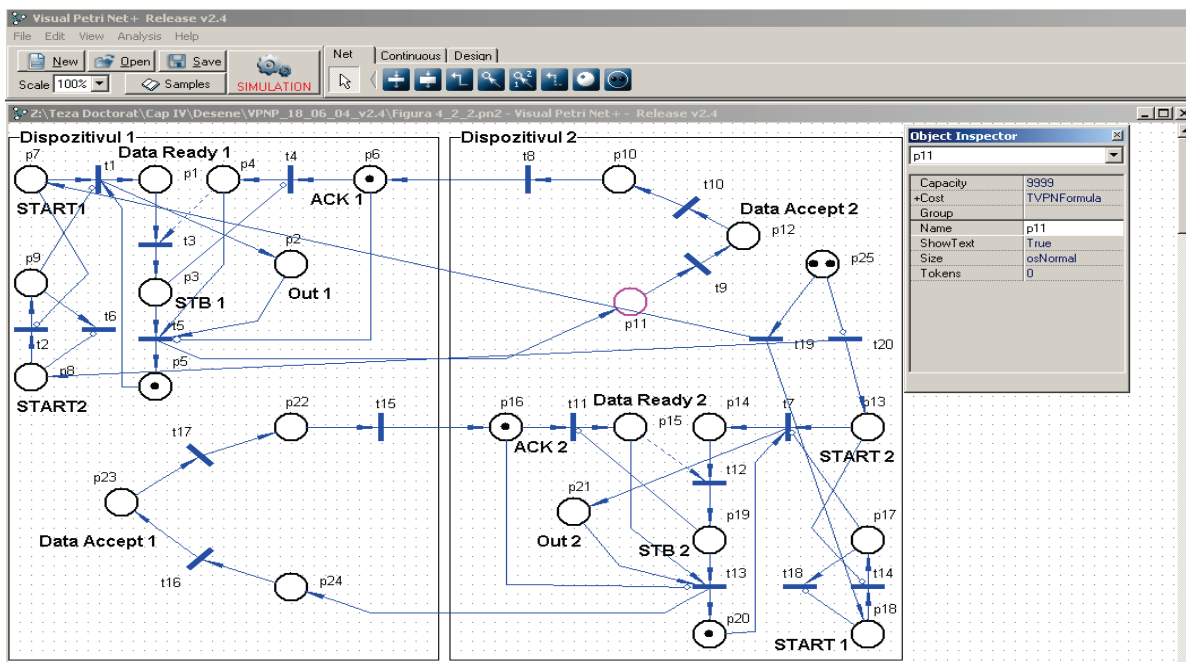 Visual Petri Net+ Release v2.4
File Edit View Analysis Help
New Open Save
Scale 100% Samples SIMULATION
Net Continuous Design
Z:\Teza Doctorat\Cap IV\Desene\VPNP_18_06_04_v2.4\Figura 4_2_2.pn2 - Visual Petri Net+ - Release v2.4
Dispozitivul 1
Dispozitivul 2
Object Inspector
p11
Capacity 9999
+Cost TVPNFormula
Group
Name p11
ShowText True
Size osNormal
Tokens 0
p7
t1
Data Ready 1
p1
p4
t4
p6
START1
ACK 1
t8
p10
t10
Data Accept 2
p12
p9
t3
p2
p3
STB 1
Out 1
t9
p25
p11
t6
t2
t5
t19
t20
p8
p5
START2
p22
t15
p16
t11
Data Ready 2
p15
p14
t7
p13
ACK 2
START 2
t17
t12
p23
p21
p19
p17
Data Accept 1
Out 2
STB 2
t16
p24
t13
t18
t14
p20
p18
START 1